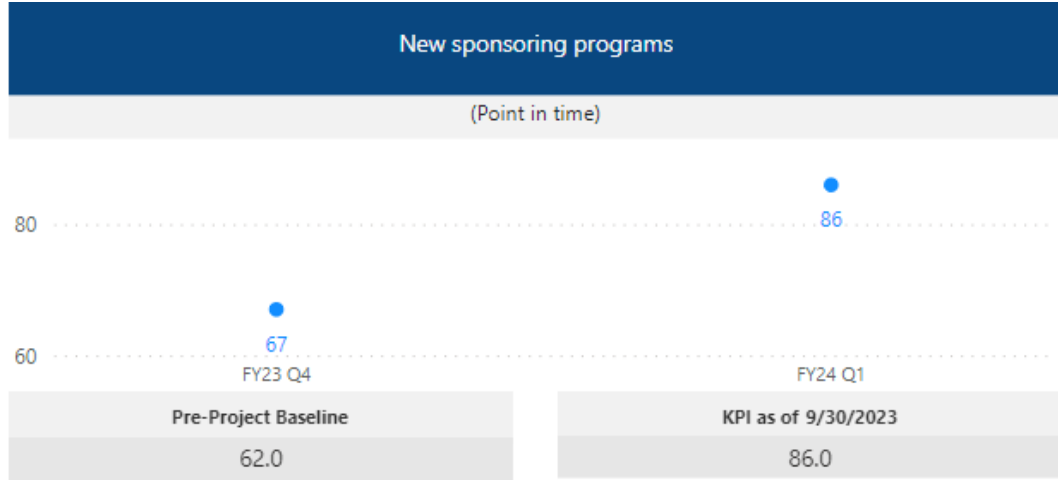 New sponsoring programs
(Point in time)
86
80
67
60
FY23 Q4 FY24 Q1
Pre-Project Baseline KPI as of 9/30/2023
62.0 86.0